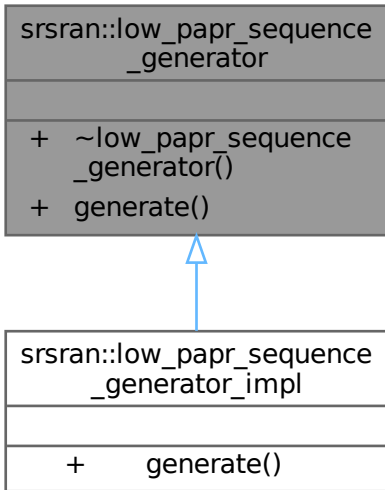 srsran::low_papr_sequence
_generator
+ ~low_papr_sequence
_generator()
+ generate()
srsran::low_papr_sequence
_generator_impl
+ generate()